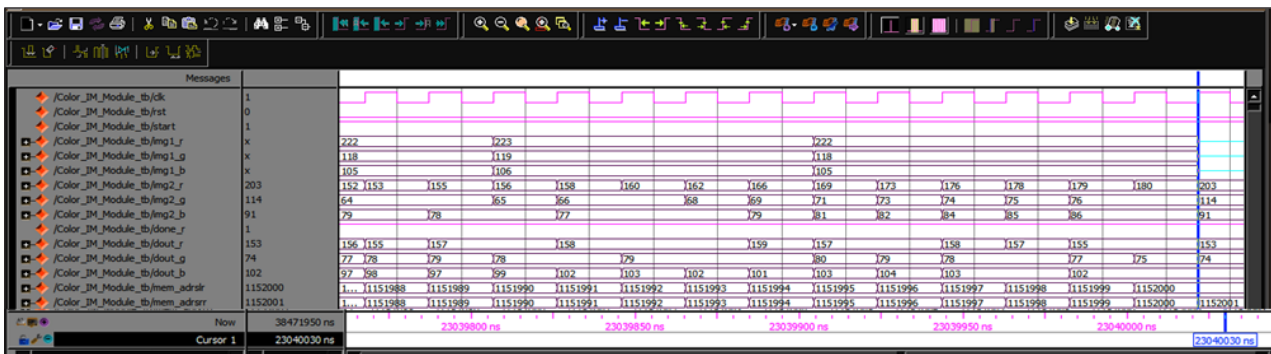 Messages
/Color_IM_Module_tb/clk 1
/Color_IM_Module_tb/rst 0
/Color_IM_Module_tb/start 1
/Color_IM_Module_tb/img1_r x 222 223 222
/Color_IM_Module_tb/img1_g x 118 119 118
/Color_IM_Module_tb/img1_b x 105 106 105
/Color_IM_Module_tb/img2_r 203 152 153 155 156 158 160 162 166 169 173 176 178 179 180 203
/Color_IM_Module_tb/img2_g 114 64 65 66 68 69 71 73 74 75 76 114
/Color_IM_Module_tb/img2_b 91 79 78 77 79 81 82 84 85 86 91
/Color_IM_Module_tb/done_r 1
/Color_IM_Module_tb/dout_r 153 156 155 157 158 159 157 158 157 155 153
/Color_IM_Module_tb/dout_g 74 77 78 79 78 79 80 79 78 77 75 74
/Color_IM_Module_tb/dout_b 102 97 98 97 99 102 103 102 101 103 104 103 102
/Color_IM_Module_tb/mem_adrslr 1152000 1... 1151988 1151989 1151990 1151991 1151992 1151993 1151994 1151995 1151996 1151997 1151998 1151999 1152000
/Color_IM_Module_tb/mem_adrsrr 1152001 1... 1151988 1151989 1151990 1151991 1151992 1151993 1151994 1151995 1151996 1151997 1151998 1151999 1152000 1152001
Now 38471950 ns 23039800 ns 23039850 ns 23039900 ns 23039950 ns 23040000 ns
Cursor 1 23040030 ns 23040030 ns